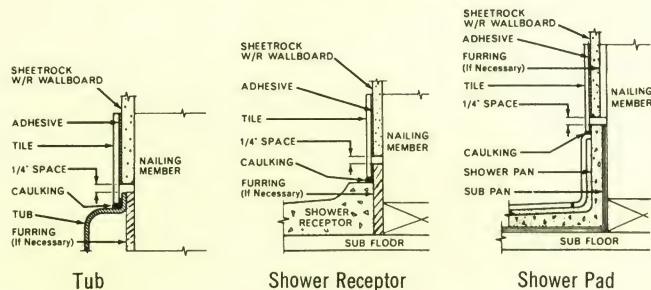 SHEETROCK
W/R WALLBOARD
ADHESIVE
TILE
1/4" SPACE
CAULKING
TUB
FURRING
(If Necessary)
NAILING
MEMBER
Tub
SHEETROCK
W/R WALLBOARD
ADHESIVE
TILE
1/4" SPACE
CAULKING
FURRING
(If Necessary)
NAILING
MEMBER
SHOWER
RECEPTOR
SUB FLOOR
Shower Receptor
SHEETROCK
W/R WALLBOARD
ADHESIVE
FURRING
(If Necessary)
TILE
1/4" SPACE
NAILING
MEMBER
CAULKING
SHOWER PAN
SUB PAN
SUB FLOOR
Shower Pad